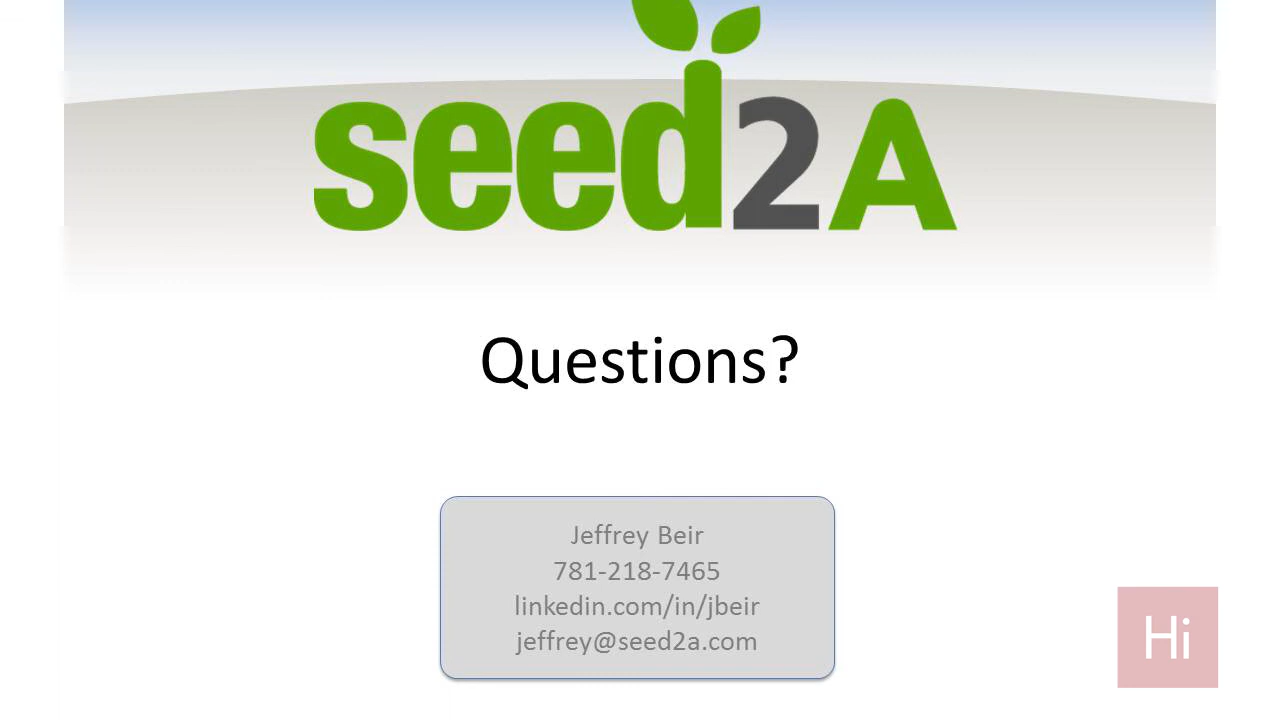 seed2A
Questions?
Jeffrey Beir
781-218-7465
linkedin.com/in/jbeir
jeffrey@seed2a.com
Hi